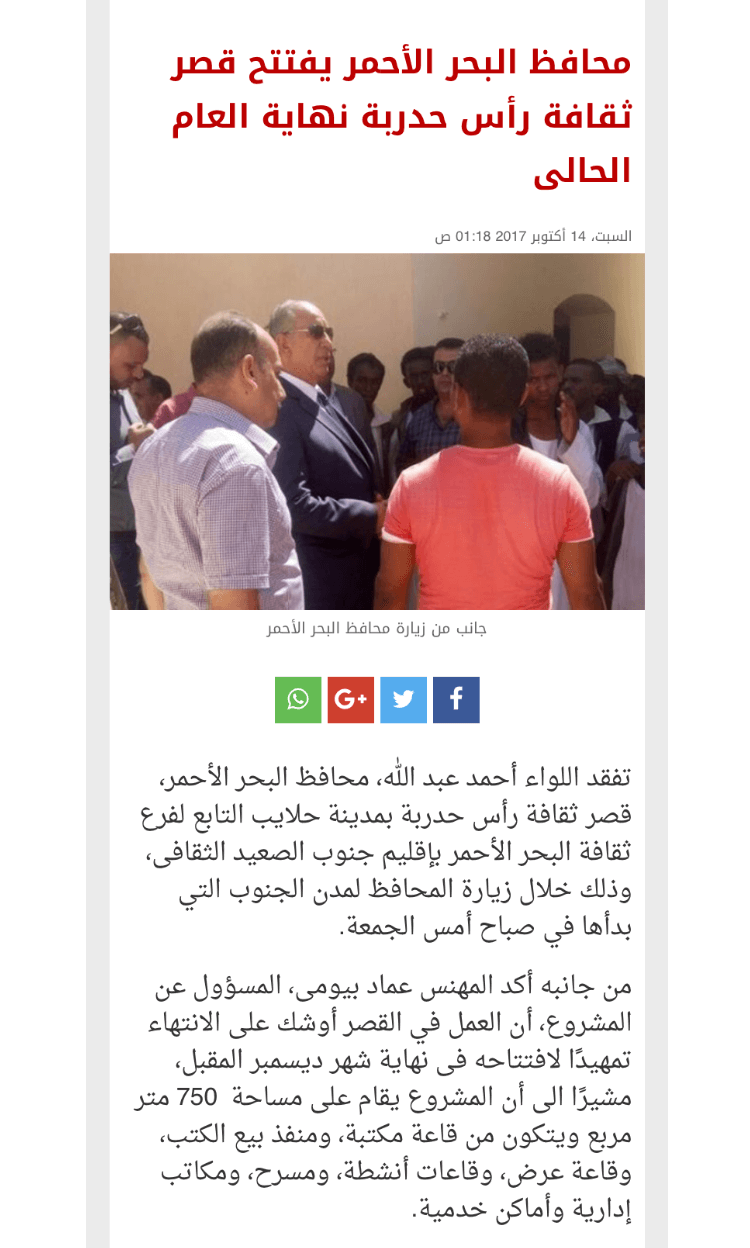 محافظ البحر الأحمر يفتتح قصر
ثقافة رأس حدربة نهاية العام
الحالى
السبت، 14 أكتوبر 2017 01:18 ص
جانب من زيارة محافظ البحر الأحمر
تفقد اللواء أحمد عبد الله، محافظ البحر الأحمر،
قصر ثقافة رأس حدربة بمدينة حلايب التابع لفرع
ثقافة البحر الأحمر بإقليم جنوب الصعيد الثقافى،
وذلك خلال زيارة المحافظ لمدن الجنوب التي
بدأها في صباح أمس الجمعة.
من جانبه أكد المهنس عماد بيومى، المسؤول عن
المشروع، أن العمل في القصر أوشك على الانتهاء
تمهيدًا لافتتاحه فى نهاية شهر ديسمبر المقبل،
مشيرًا الى أن المشروع يقام على مساحة 750 متر
مربع ويتكون من قاعة مكتبة، ومنفذ بيع الكتب،
وقاعة عرض، وقاعات أنشطة، ومسرح، ومكاتب
إدارية وأماكن خدمية.